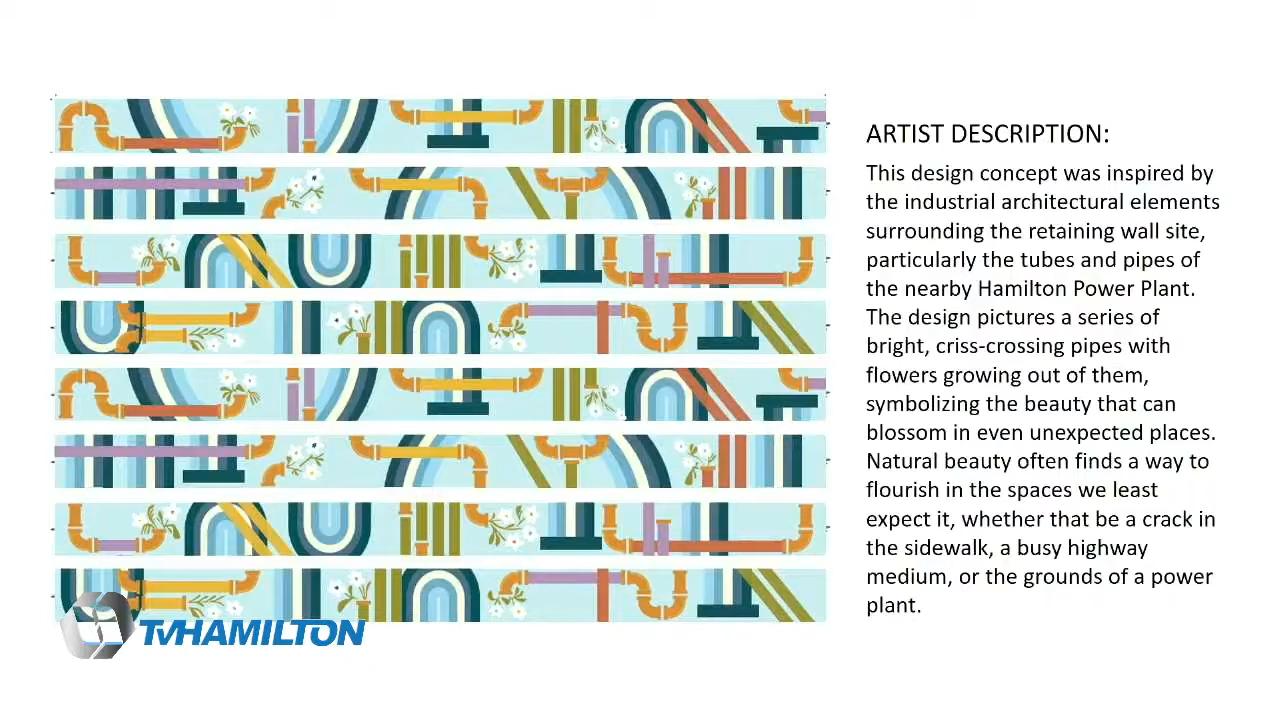 ARTIST DESCRIPTION:
This design concept was inspired by
the industrial architectural elements
surrounding the retaining wall site,
particularly the tubes and pipes of
the nearby Hamilton Power Plant.
The design pictures a series of
bright, criss-crossing pipes with
flowers growing out of them,
symbolizing the beauty that can
blossom in even unexpected places.
Natural beauty often finds a way to
flourish in the spaces we least
expect it, whether that be a crack in
the sidewalk, a busy highway
medium, or the grounds of a power
plant.
TVHAMILTON